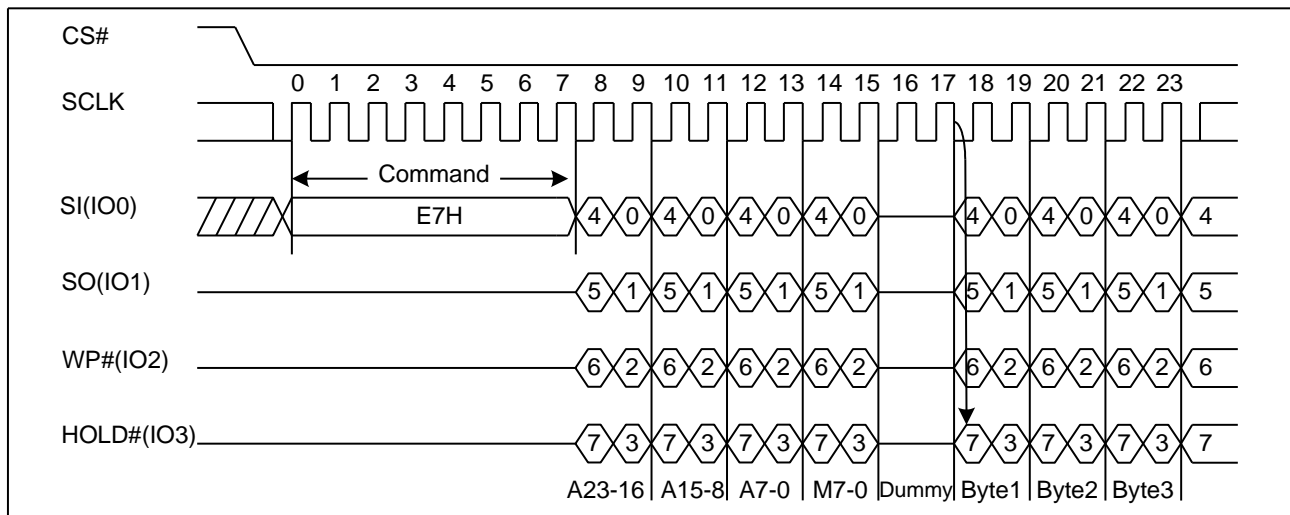 CS#
0 1 2 3 4 5 6 7 8 9 10 11 12 13 14 15 16 17 18 19 20 21 22 23
SCLK
Command
SI(IO0) E7H 4 0 4 0 4 0 4 0 4 0 4 0 4 0 4
SO(IO1) 5 1 5 1 5 1 5 1 5 1 5 1 5 1 5
WP#(IO2) 6 2 6 2 6 2 6 2 6 2 6 2 6 2 6
HOLD#(IO3) 7 3 7 3 7 3 7 3 7 3 7 3 7 3 7
A23-16 A15-8 A7-0 M7-0 Dummy Byte1 Byte2 Byte3